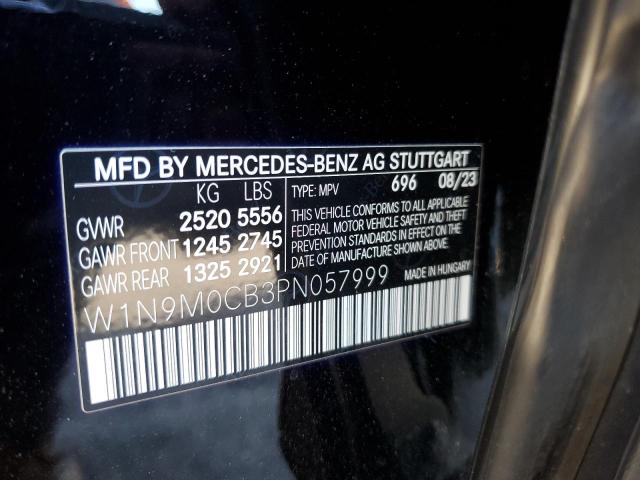 MFD BY MERCEDES-BENZ AG STUTTGART
KG LBS TYPE: MPV 696 08/23
GVWR 2520 5556
GAWR FRONT 1245 2745
GAWR REAR 1325 2921
THIS VEHICLE CONFORMS TO ALL APPLICABLE
FEDERAL MOTOR VEHICLE SAFETY AND THEFT
PREVENTION STANDARDS IN EFFECT ON THE
DATE OF MANUFACTURE SHOWN ABOVE.
MADE IN HUNGARY
W1N9M0CB3PN057999